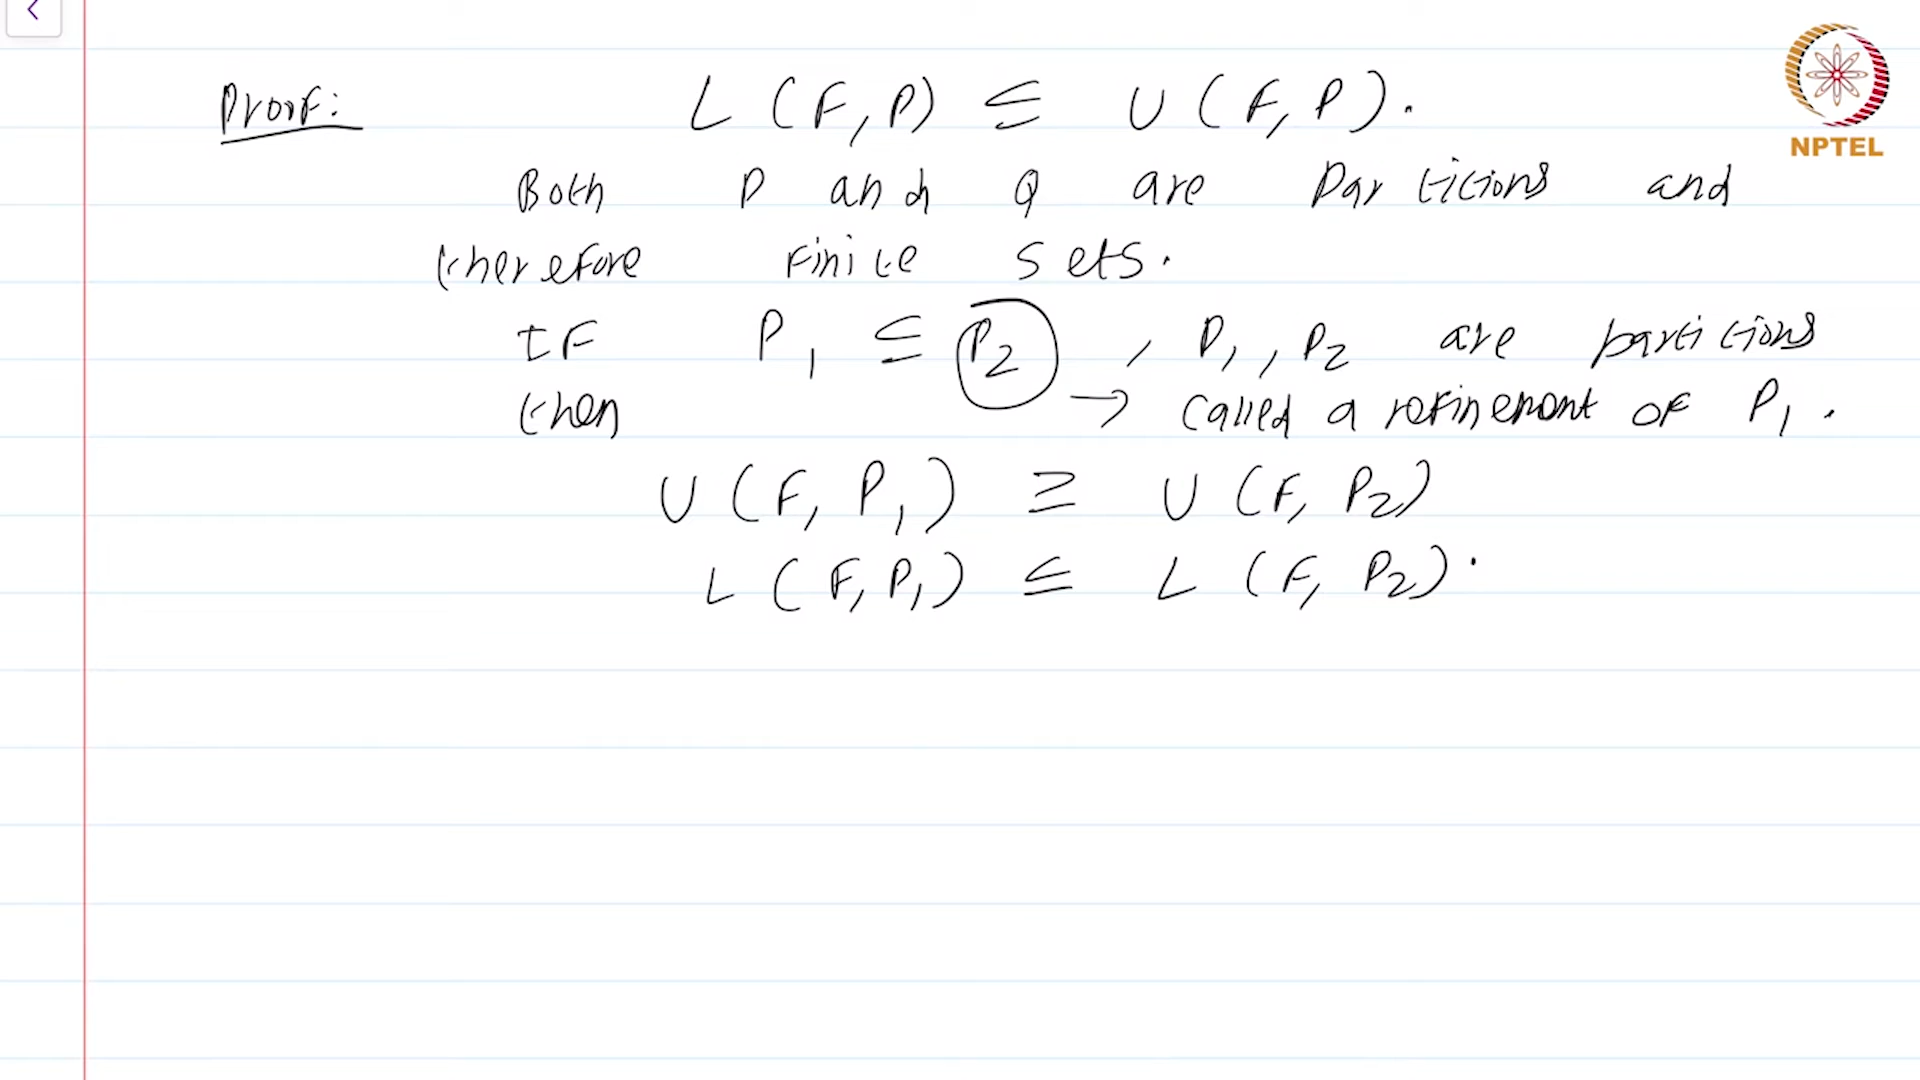 Proof: L (F, P) ≤ U (F, P).
NPTEL
Both P and Q are Partitions and
therefore finite sets.
IF P₁ ⊆ P₂ , P₁, P₂ are partitions
then → called a refinement of P₁.
U (F, P₁) ≥ U (F, P₂)
L (F, P₁) ≤ L (F, P₂).